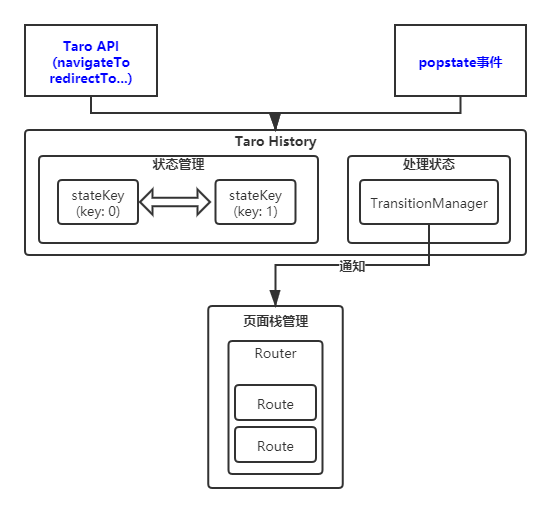 Taro API
(navigateTo
redirectTo...)
popstate事件
Taro History
状态管理
处理状态
stateKey
(key: 0)
stateKey
(key: 1)
TransitionManager
通知
页面栈管理
Router
Route
Route